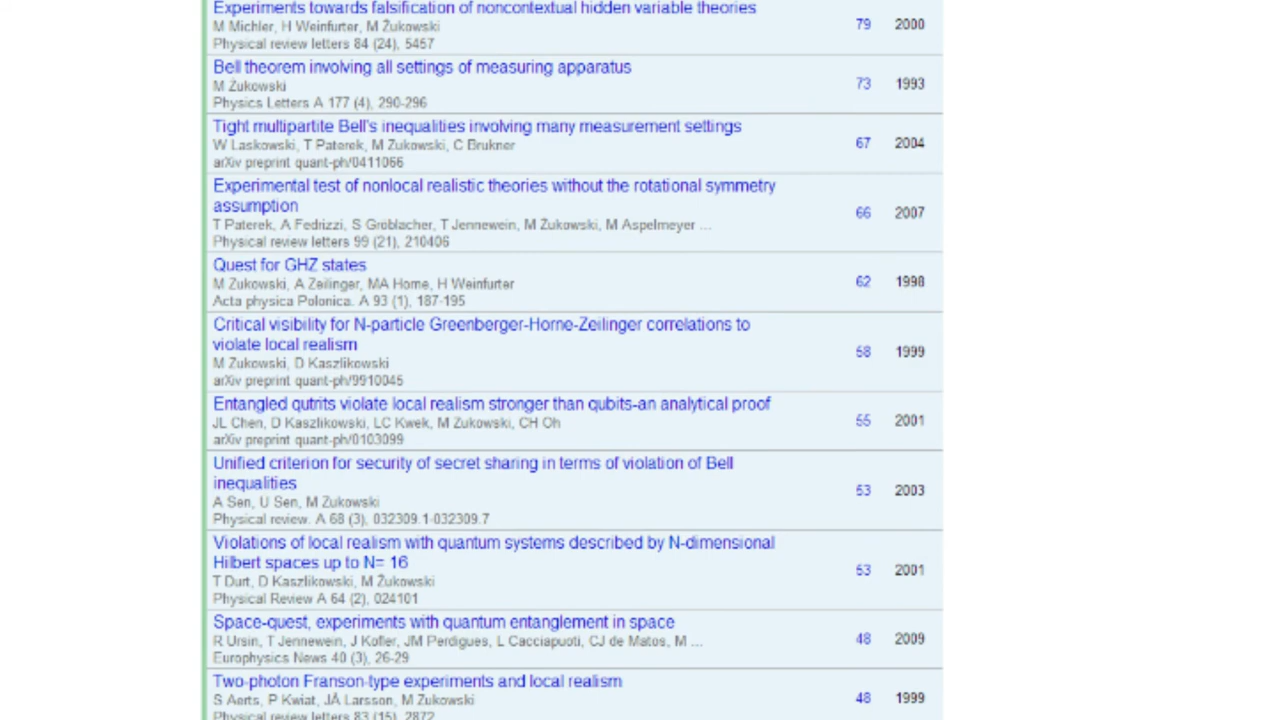 Experiments towards falsification of noncontextual hidden variable theories
M Michler, H Weinfurter, M Żukowski
Physical review letters 84 (24), 5457
79 2000
Bell theorem involving all settings of measuring apparatus
M Żukowski
Physics Letters A 177 (4), 290-296
73 1993
Tight multipartite Bell's inequalities involving many measurement settings
W Laskowski, T Paterek, M Zukowski, C Brukner
arXiv preprint quant-ph/0411066
67 2004
Experimental test of nonlocal realistic theories without the rotational symmetry
assumption
T Paterek, A Fedrizzi, S Gröblacher, T Jennewein, M Żukowski, M Aspelmeyer ...
Physical review letters 99 (21), 210406
66 2007
Quest for GHZ states
M Zukowski, A Zeilinger, MA Horne, H Weinfurter
Acta physica Polonica. A 93 (1), 187-195
62 1998
Critical visibility for N-particle Greenberger-Horne-Zeilinger correlations to
violate local realism
M Zukowski, D Kaszlikowski
arXiv preprint quant-ph/9910045
58 1999
Entangled qutrits violate local realism stronger than qubits-an analytical proof
JL Chen, D Kaszlikowski, LC Kwek, M Zukowski, CH Oh
arXiv preprint quant-ph/0103099
55 2001
Unified criterion for security of secret sharing in terms of violation of Bell
inequalities
A Sen, U Sen, M Zukowski
Physical review. A 68 (3), 032309.1-032309.7
53 2003
Violations of local realism with quantum systems described by N-dimensional
Hilbert spaces up to N= 16
T Durt, D Kaszlikowski, M Żukowski
Physical Review A 64 (2), 024101
53 2001
Space-quest, experiments with quantum entanglement in space
R Ursin, T Jennewein, J Kofler, JM Perdigues, L Cacciapuoti, CJ de Matos, M ...
Europhysics News 40 (3), 26-29
48 2009
Two-photon Franson-type experiments and local realism
S Aerts, P Kwiat, JÅ Larsson, M Żukowski
Physical review letters 83 (15), 2872
48 1999